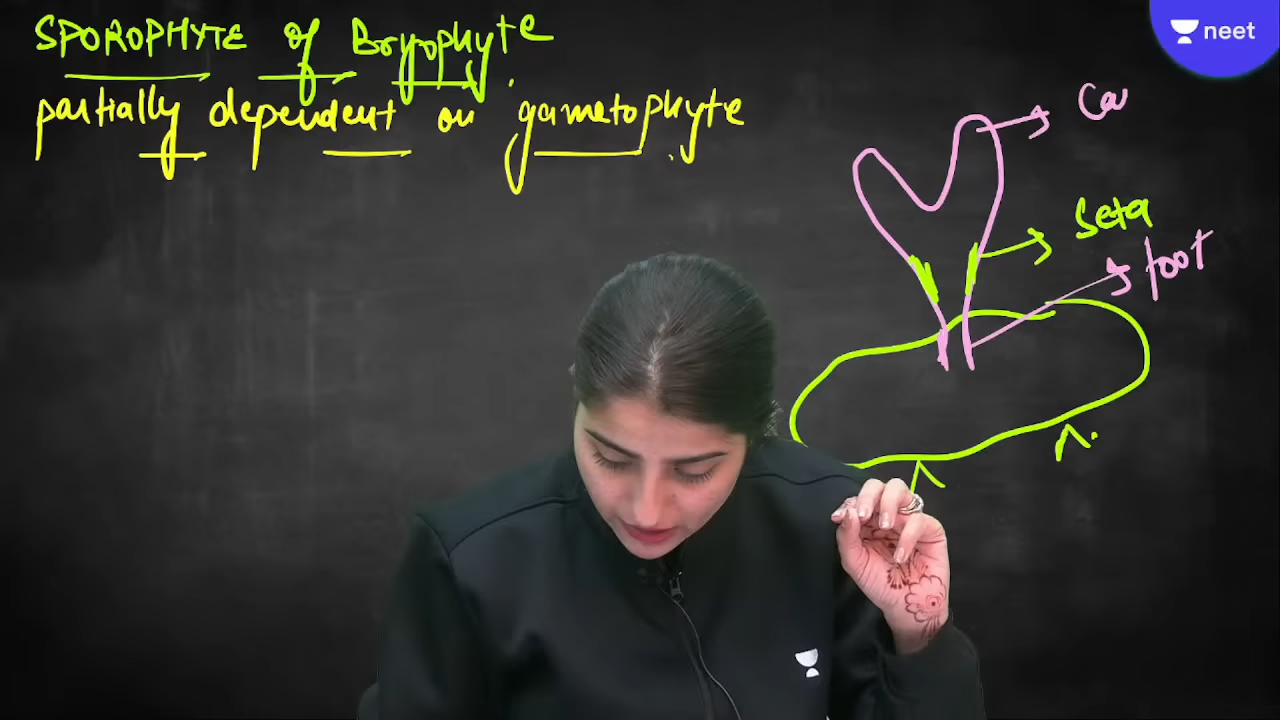 SPOROPHYTE of Bryophyte.
partially dependent on gametophyte.
neet
Ca
Seta
foot